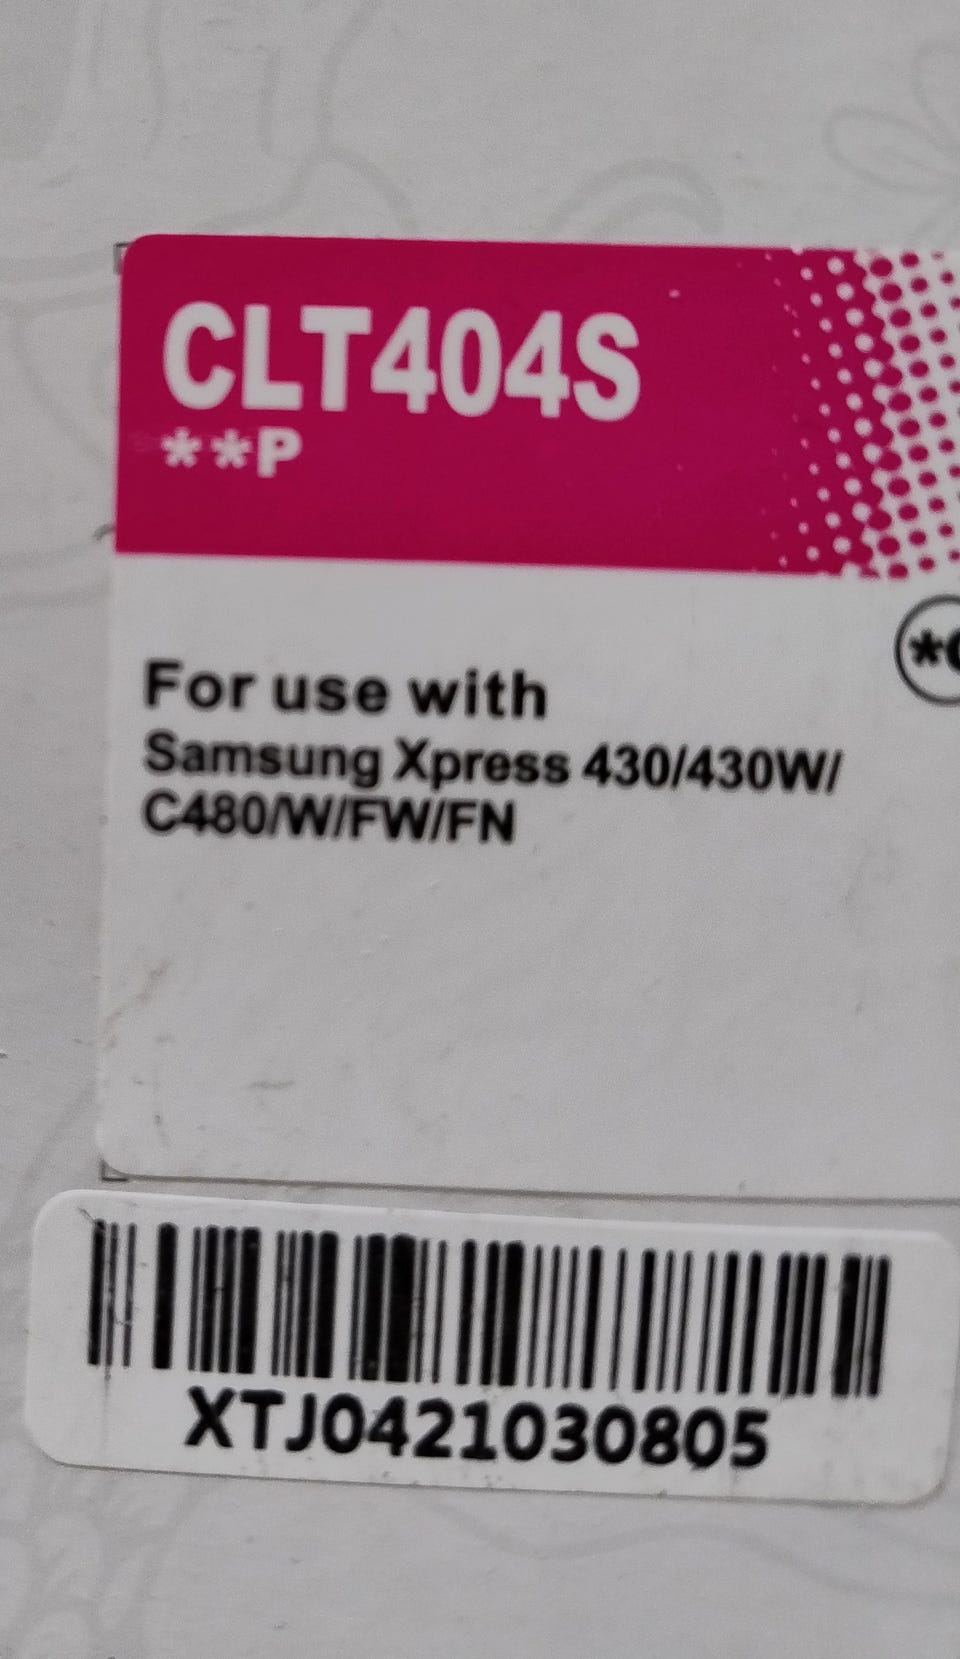 CLT404S
**P
For use with
Samsung Xpress 430/430W/
C480/W/FW/FN
XTJ0421030805